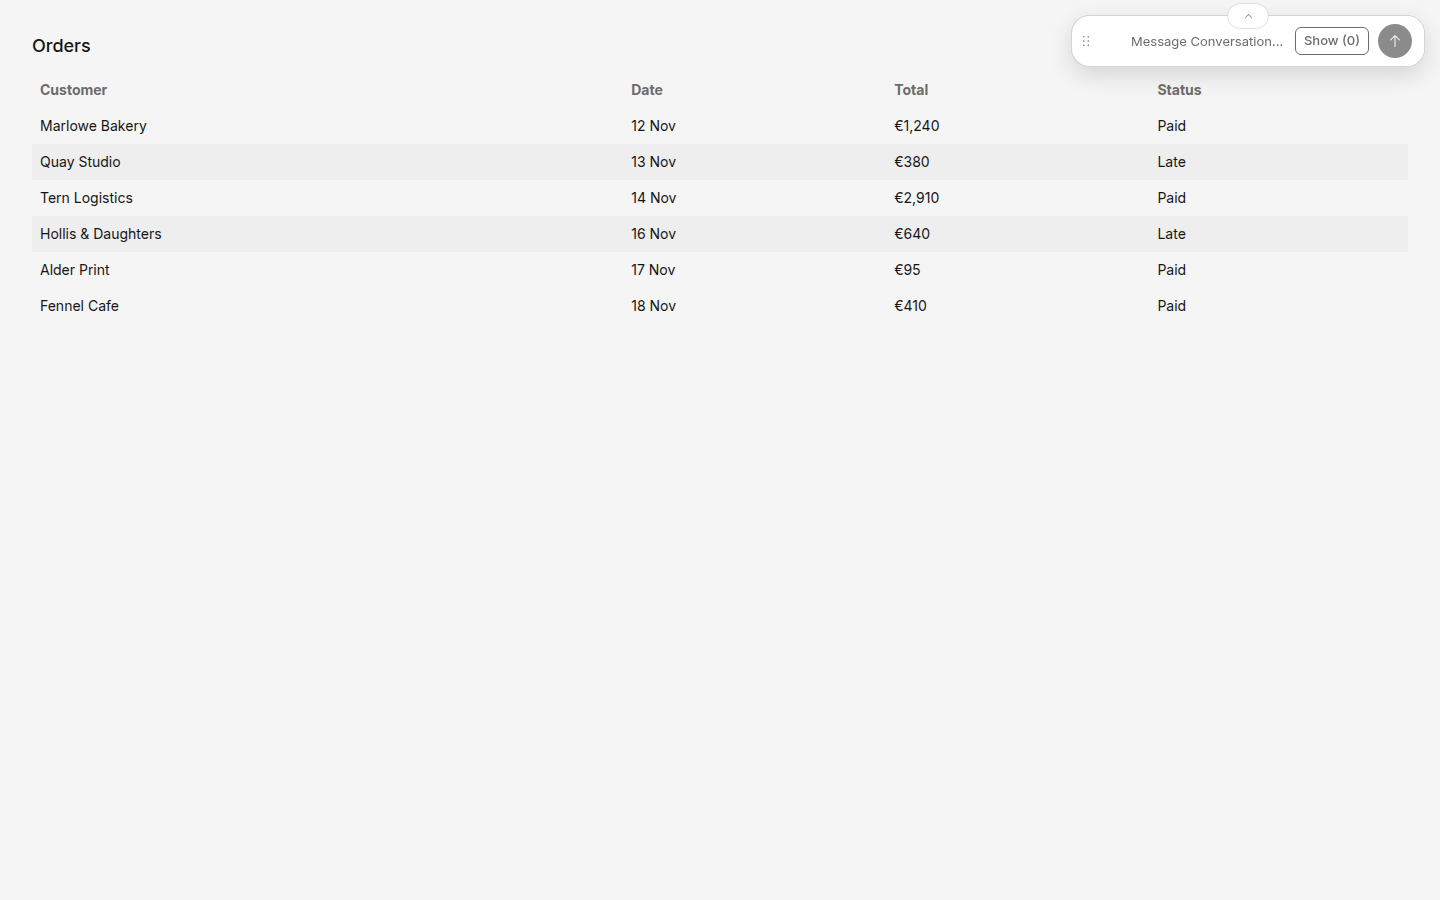 Orders
Message Conversation...
Show (0)
Customer Date Total Status
Marlowe Bakery 12 Nov €1,240 Paid
Quay Studio 13 Nov €380 Late
Tern Logistics 14 Nov €2,910 Paid
Hollis & Daughters 16 Nov €640 Late
Alder Print 17 Nov €95 Paid
Fennel Cafe 18 Nov €410 Paid